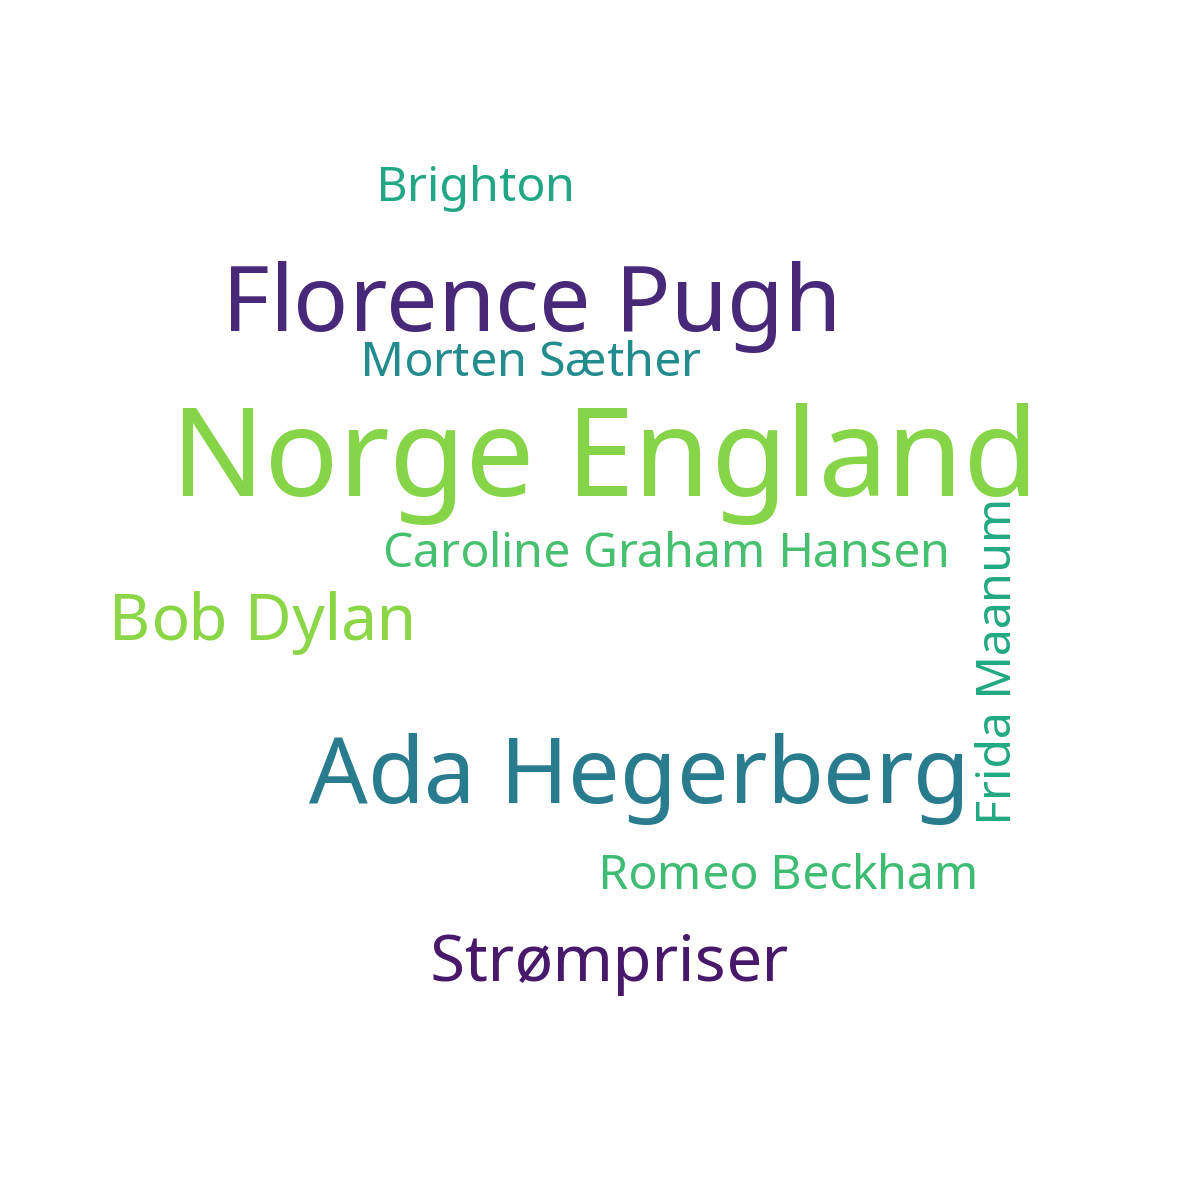 Brighton
Florence Pugh
Morten Sæther
Norge England
Caroline Graham Hansen
Frida Maanum
Bob Dylan
Ada Hegerberg
Romeo Beckham
Strømpriser